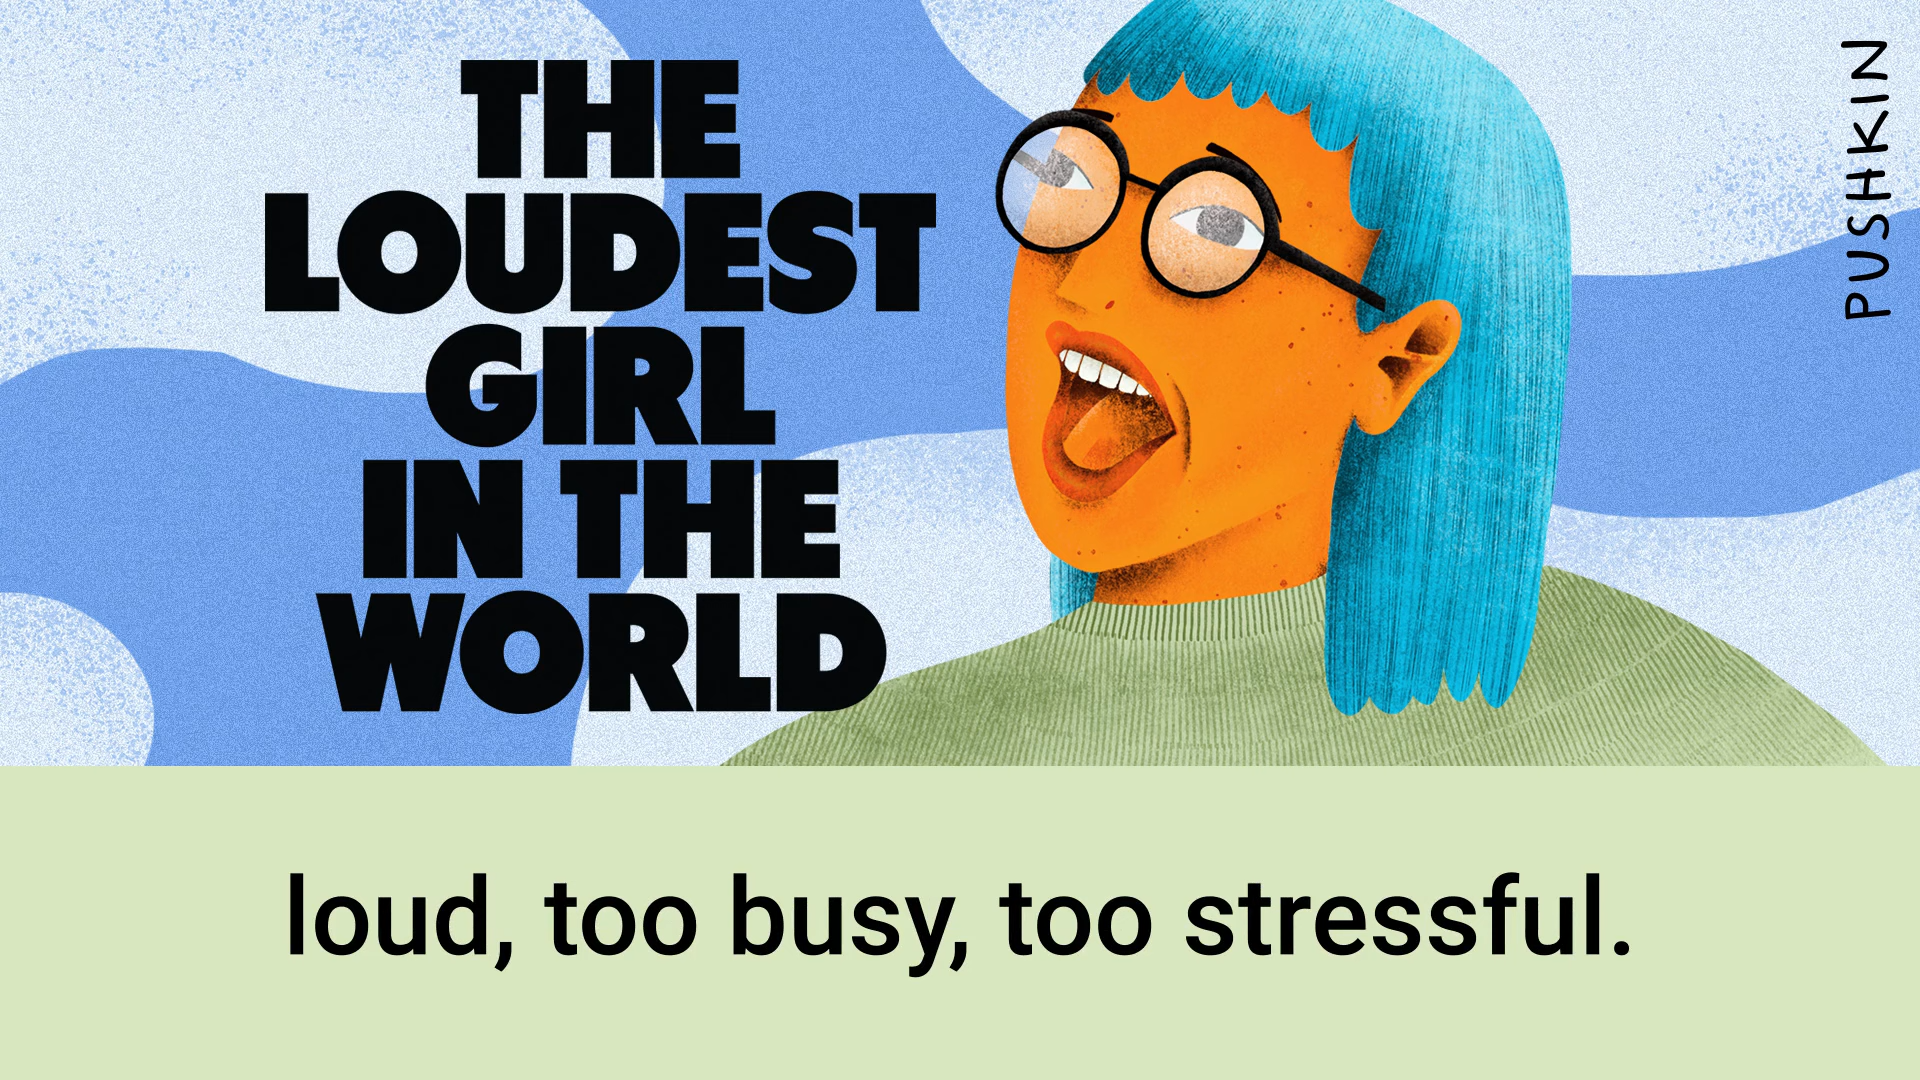 THE
LOUDEST
GIRL
IN THE
WORLD
PUSHKIN
loud, too busy, too stressful.